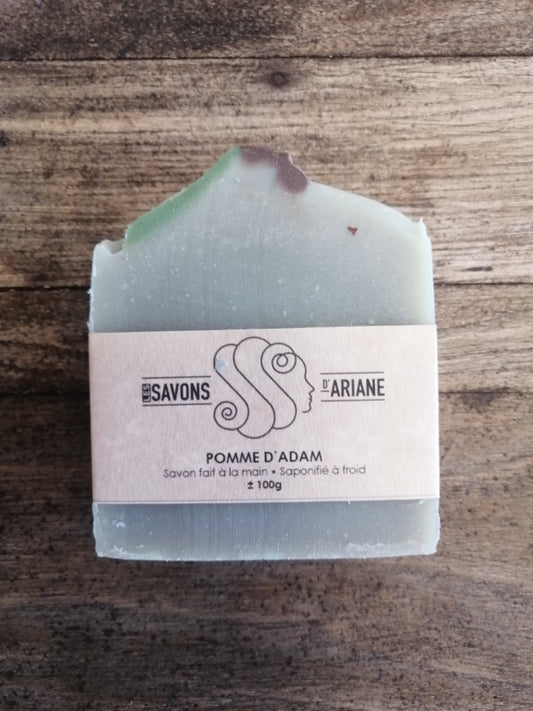 LES SAVONS D'ARIANE
POMME D'ADAM
Savon fait à la main • Saponifié à froid
± 100g